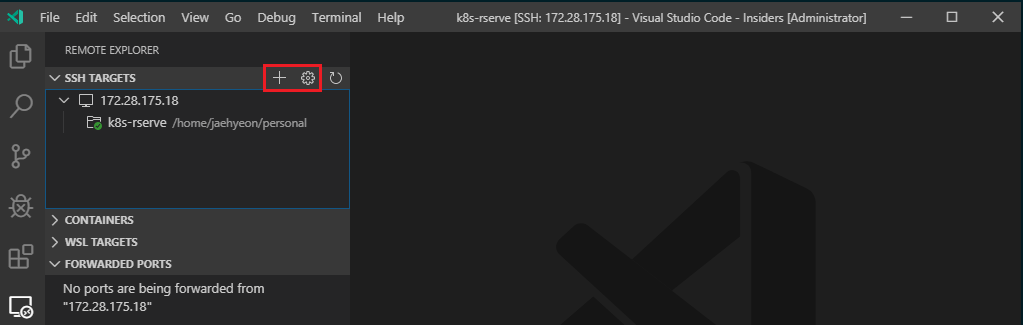 File Edit Selection View Go Debug Terminal Help k8s-rserve [SSH: 172.28.175.18] - Visual Studio Code - Insiders [Administrator]
REMOTE EXPLORER
SSH TARGETS
172.28.175.18
k8s-rserve /home/jaehyeon/personal
CONTAINERS
WSL TARGETS
FORWARDED PORTS
No ports are being forwarded from
"172.28.175.18"